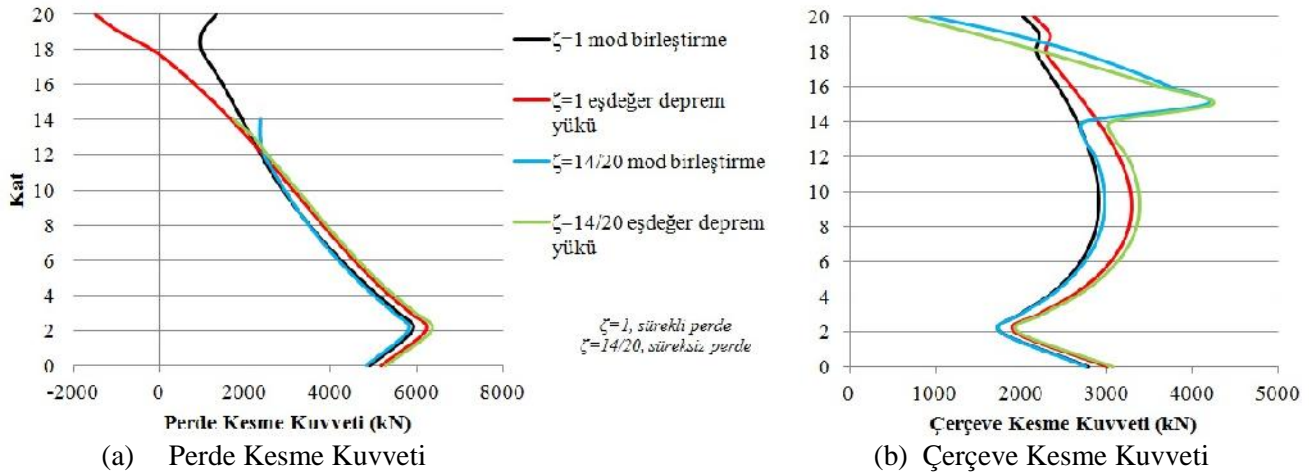 20
18
16
14
12
10
8
6
4
2
0
Kat
-2000 0 2000 4000 6000 8000
Perde Kesme Kuvveti (kN)
(a) Perde Kesme Kuvveti
ζ=1 mod birleştirme
ζ=1 eşdeğer deprem
yükü
ζ=14/20 mod birleştirme
ζ=14/20 eşdeğer deprem
yükü
ζ=1, sürekli perde
ζ=14/20, süreksiz perde
20
18
16
14
12
10
8
6
4
2
0
0 1000 2000 3000 4000 5000
Çerçeve Kesme Kuvveti (kN)
(b) Çerçeve Kesme Kuvveti